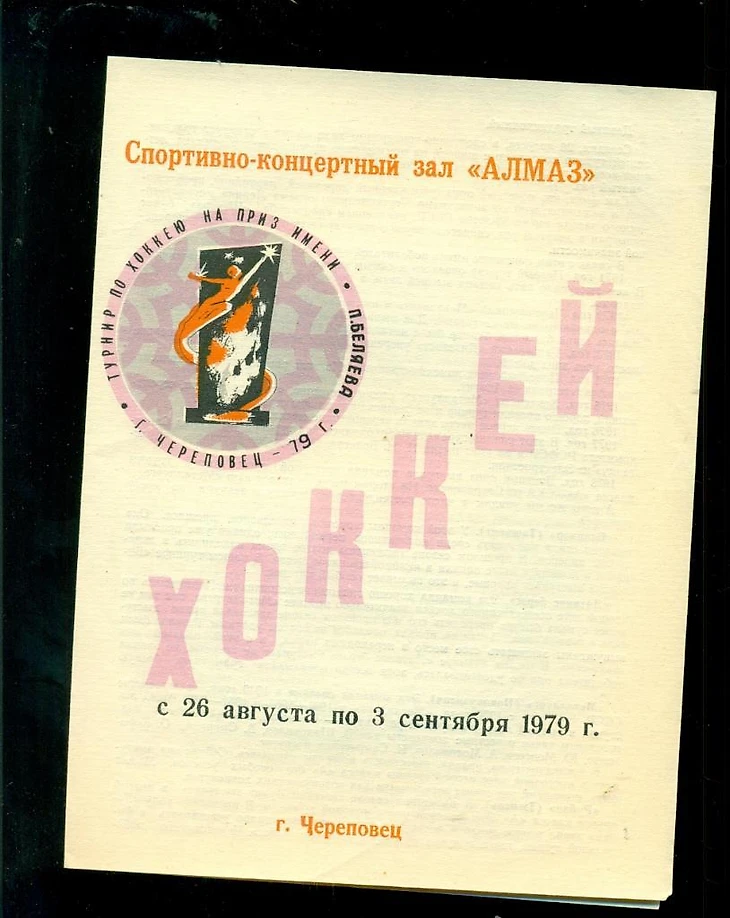 Спортивно-концертный зал «АЛМАЗ»
ТУРНИР ПО ХОККЕЮ НА ПРИЗ ИМЕНИ • П.БЕЛЯЕВА •
Г. ЧЕРЕПОВЕЦ – 79 Г. •
ХОККЕЙ
с 26 августа по 3 сентября 1979 г.
г. Череповец